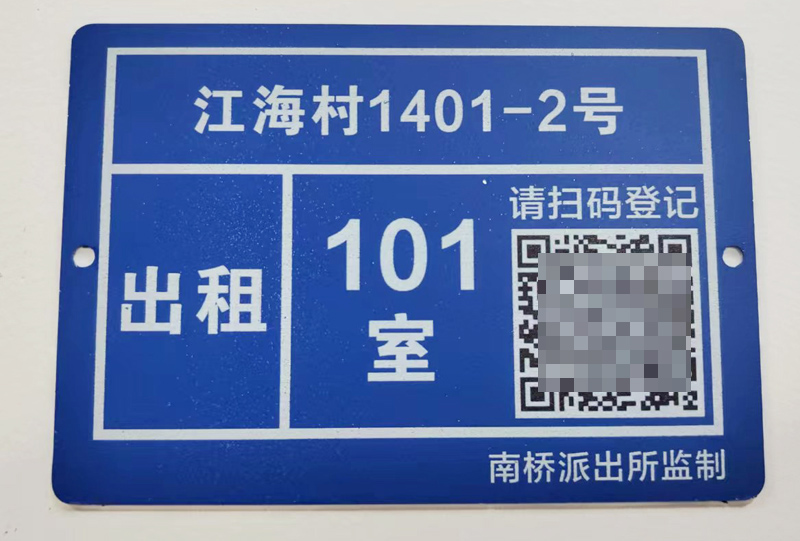 江海村1401-2号
出租
101
室
请扫码登记
南桥派出所监制